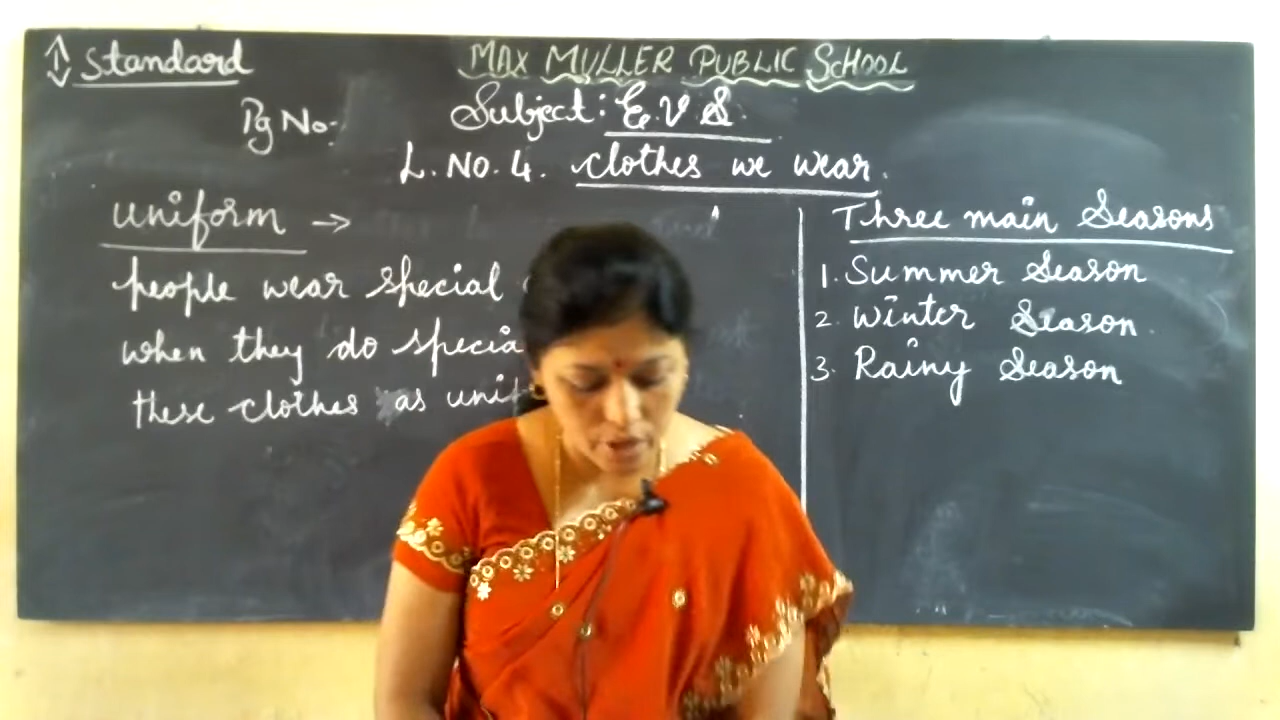 Standard
MAX MULLER PUBLIC SCHOOL
Subject: E.V.S.
Pg No:-
L. No. 4. clothes we wear.
uniform →
people wear special
when they do specia
these clothes as unif
Three main Seasons
1. Summer Season
2. Winter Season.
3. Rainy Season